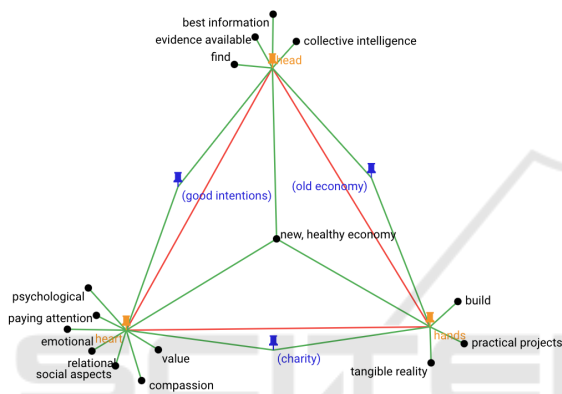 best information
evidence available
collective intelligence
find
head
(good intentions)
(old economy)
new, healthy economy
psychological
build
paying attention
heart
hands
emotional
practical projects
relational
value
(charity)
social aspects
tangible reality
compassion